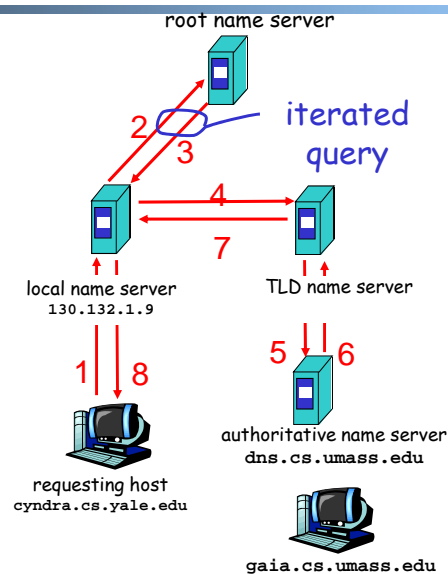 root name server
iterated
query
2
3
4
7
local name server
130.132.1.9
TLD name server
1
8
5
6
requesting host
cyndra.cs.yale.edu
authoritative name server
dns.cs.umass.edu
gaia.cs.umass.edu